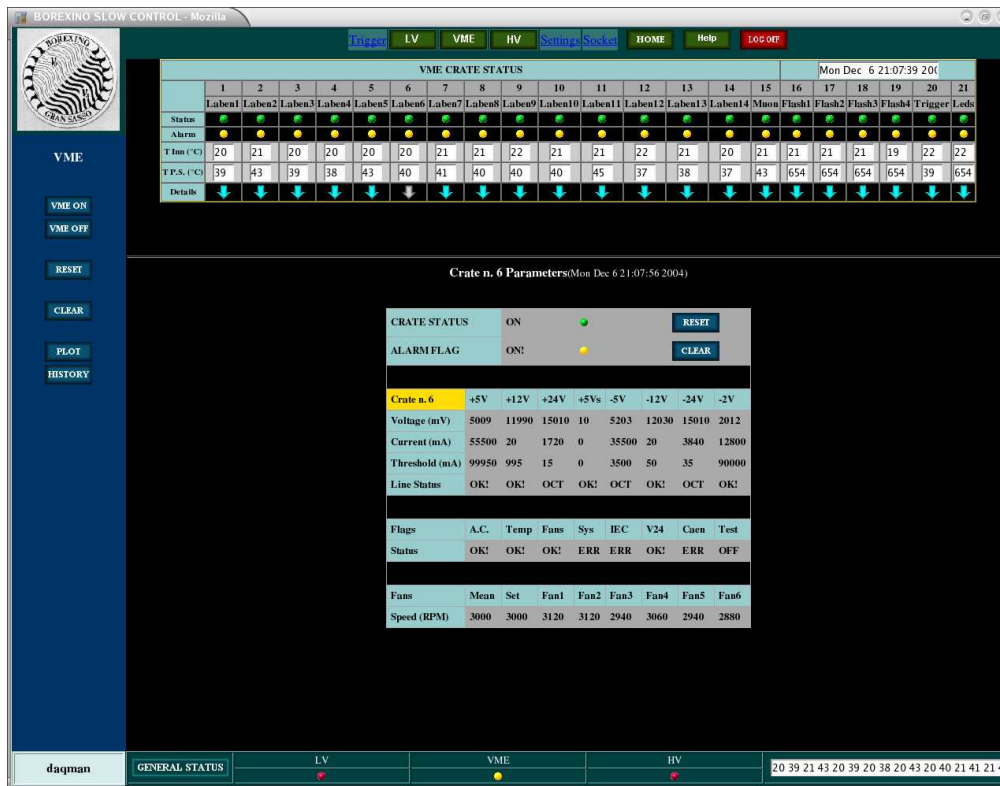 BOREXINO SLOW CONTROL - Mozilla
BOREXINO
GRAN SASSO
Trigger LV VME HV Settings Socket HOME Help LOG OFF
VME CRATE STATUS Mon Dec 6 21:07:39 200
1 2 3 4 5 6 7 8 9 10 11 12 13 14 15 16 17 18 19 20 21
Laben1 Laben2 Laben3 Laben4 Laben5 Laben6 Laben7 Laben8 Laben9 Laben10 Laben11 Laben12 Laben13 Laben14 Muon Flash1 Flash2 Flash3 Flash4 Trigger Leds
Status
Alarm
T Inn (°C) 20 21 20 20 20 20 21 21 22 21 21 22 21 20 21 21 21 21 19 22 22
T P.S. (°C) 39 43 39 38 43 40 41 40 40 40 45 37 38 37 43 654 654 654 654 39 654
Details
VME
VME ON
VME OFF
RESET
CLEAR
PLOT
HISTORY
Crate n. 6 Parameters(Mon Dec 6 21:07:56 2004)
CRATE STATUS ON RESET
ALARM FLAG ON! CLEAR
Crate n. 6 +5V +12V +24V +5Vs -5V -12V -24V -2V
Voltage (mV) 5009 11990 15010 10 5203 12030 15010 2012
Current (mA) 55500 20 1720 0 35500 20 3840 12800
Threshold (mA) 99950 995 15 0 3500 50 35 90000
Line Status OK! OK! OCT OK! OCT OK! OCT OK!
Flags A.C. Temp Fans Sys IEC V24 Caen Test
Status OK! OK! OK! ERR ERR OK! ERR OFF
Fans Mean Set Fan1 Fan2 Fan3 Fan4 Fan5 Fan6
Speed (RPM) 3000 3000 3120 3120 2940 3060 2940 2880
daqman
GENERAL STATUS LV VME HV
20 39 21 43 20 39 20 38 20 43 20 40 21 41 21 4